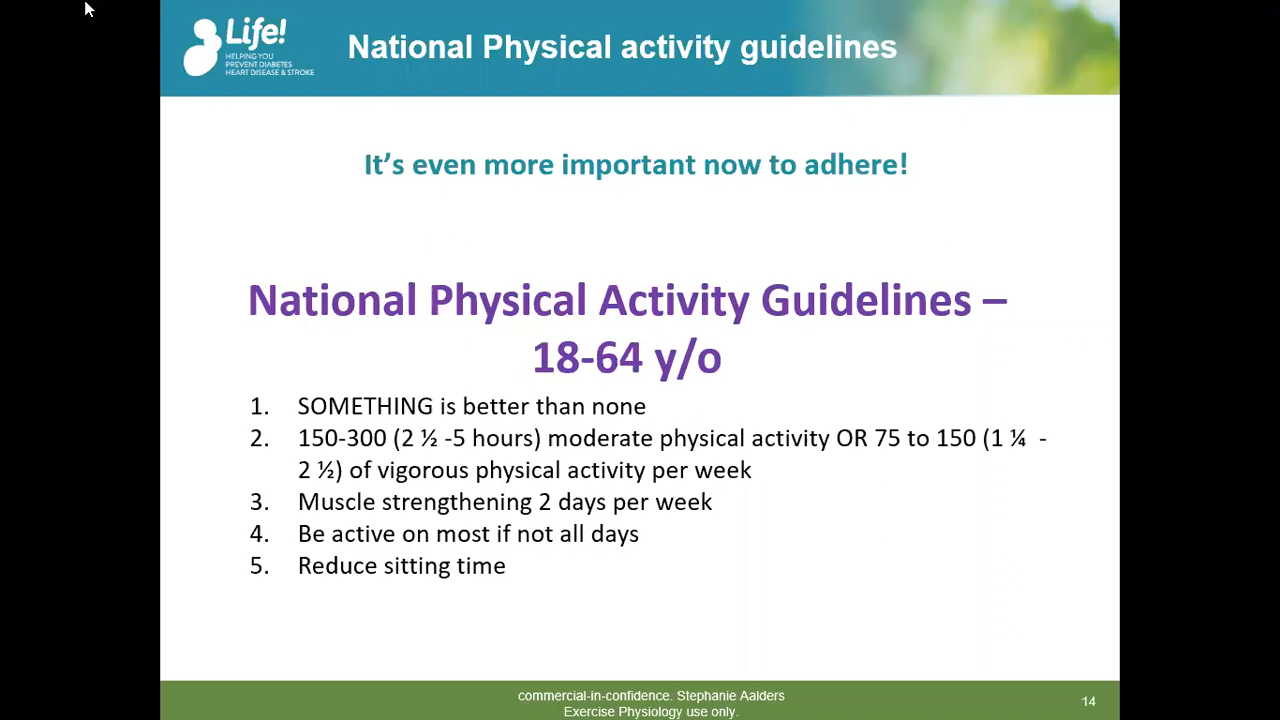 Life!
HELPING YOU
PREVENT DIABETES
HEART DISEASE & STROKE
National Physical activity guidelines
It's even more important now to adhere!
National Physical Activity Guidelines –
18-64 y/o
1. SOMETHING is better than none
2. 150-300 (2 ½ -5 hours) moderate physical activity OR 75 to 150 (1 ¼ -
2 ½) of vigorous physical activity per week
3. Muscle strengthening 2 days per week
4. Be active on most if not all days
5. Reduce sitting time
commercial-in-confidence. Stephanie Aalders
Exercise Physiology use only.
14